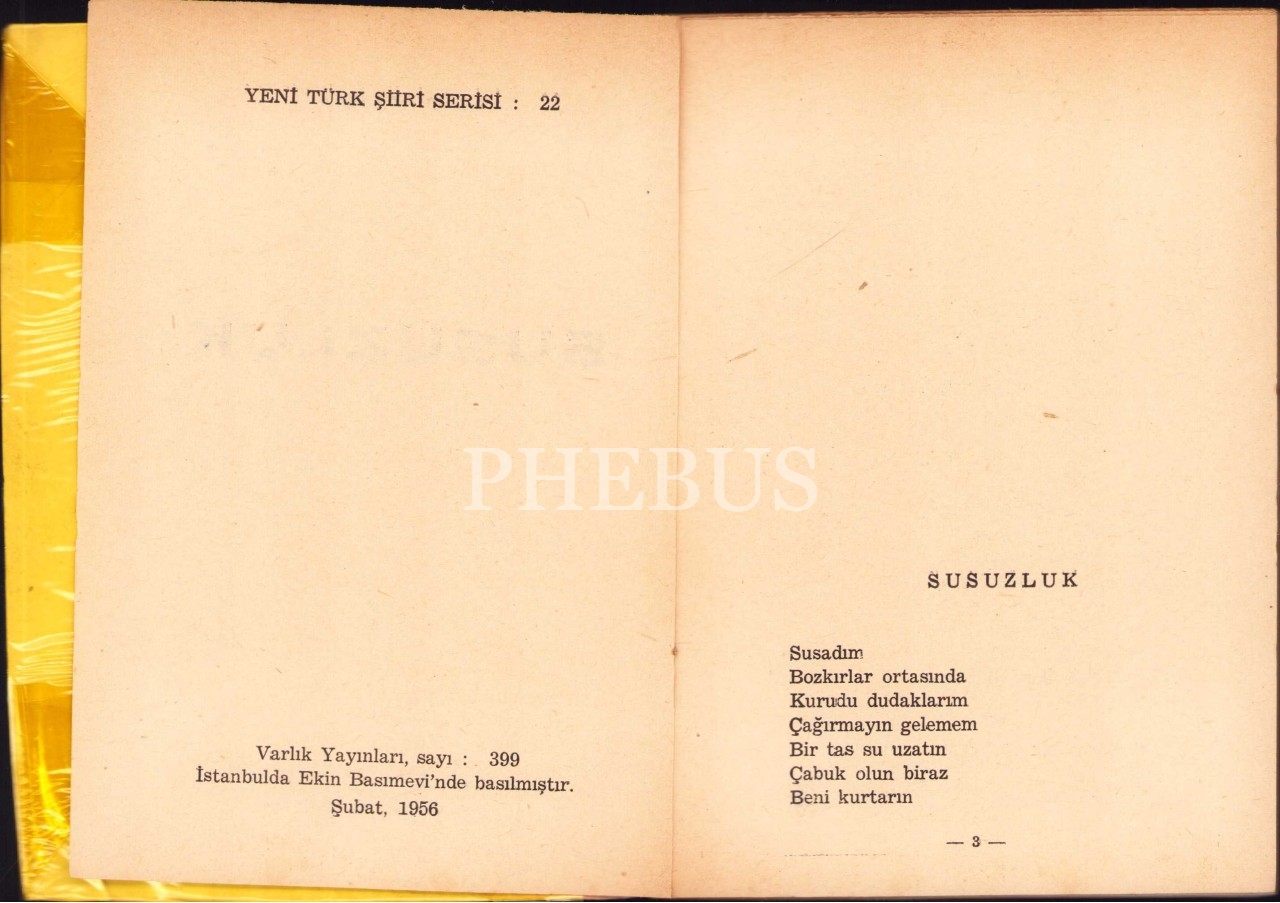 YENİ TÜRK ŞİİRİ SERİSİ : 22
Varlık Yayınları, sayı : 399
İstanbulda Ekin Basımevi'nde basılmıştır.
Şubat, 1956
PHEBUS
SUSUZLUK
Susadım
Bozkırlar ortasında
Kurudu dudaklarım
Çağırmayın gelemem
Bir tas su uzatın
Çabuk olun biraz
Beni kurtarın
— 3 —